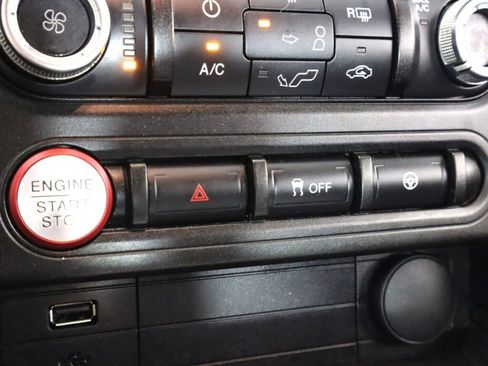 R
A/C
ENGINE
START
STOP
OFF